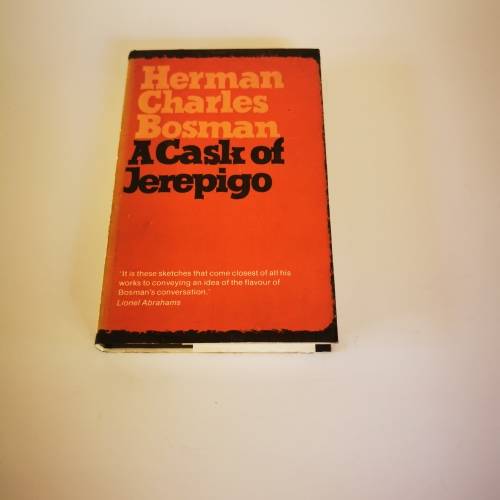 Herman
Charles
Bosman
A Cask of
Jerepigo
'It is these sketches that come closest of all his
works to conveying an idea of the flavour of
Bosman's conversation.'
Lionel Abrahams